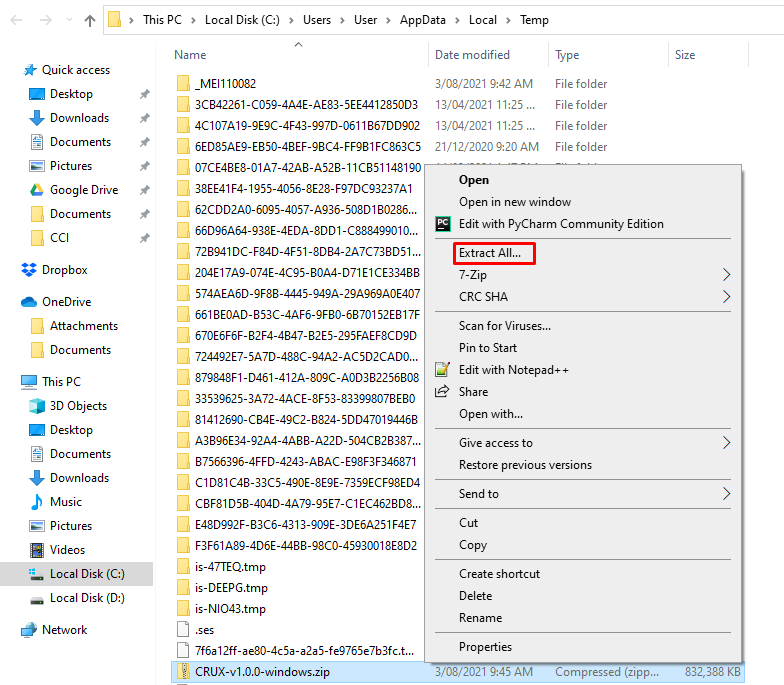 This PC > Local Disk (C:) > Users > User > AppData > Local > Temp
Name Date modified Type Size
Quick access
Desktop
Downloads
Documents
Pictures
Google Drive
Documents
CCI
Dropbox
OneDrive
Attachments
Documents
This PC
3D Objects
Desktop
Documents
Downloads
Music
Pictures
Videos
Local Disk (C:)
Local Disk (D:)
Network
_MEI110082 3/08/2021 9:42 AM File folder
3CB42261-C059-4A4E-AE83-5EE4412850D3 13/04/2021 11:25 ... File folder
4C107A19-9E9C-4F43-997D-0611B67DD902 13/04/2021 11:25 ... File folder
6ED85AE9-EB50-4BEF-9BC4-FF9B1FC863C5 21/12/2020 9:20 AM File folder
07CE4BE8-01A7-42AB-A52B-11CB51148190
38EE41F4-1955-4056-8E28-F97DC93237A1
62CDD2A0-6095-4057-A936-508D1B0286...
66D96A64-938E-4EDA-8DD1-C888499010...
72B941DC-F84D-4F51-8DB4-2A7C73BD51...
204E17A9-074E-4C95-B0A4-D71E1CE334BB
574AEA6D-9F8B-4445-949A-29A969A0E407
661BE0AD-B53C-4AF6-9FB0-6B70152EB17F
670E6F6F-B2F4-4B47-B2E5-295FAEF8CD9D
724492E7-5A7D-488C-94A2-AC5D2CAD0...
879848F1-D461-412A-809C-A0D3B2256B08
33539625-3A72-4ACE-8F53-83399807BEB0
81412690-CB4E-49C2-B824-5DD47019446B
A3B96E34-92A4-4ABB-A22D-504CB2B387...
B7566396-4FFD-4243-ABAC-E98F3F346871
C1D81C4B-33C5-490E-8E9E-7359ECF98ED4
CBF81D5B-404D-4A79-95E7-C1EC462BD8...
E48D992F-B3C6-4313-909E-3DE6A251F4E7
F3F61A89-4D6E-44BB-98C0-45930018E8D2
is-47TEQ.tmp
is-DEEPG.tmp
is-NIO43.tmp
.ses
7f6a12ff-ae80-4c5a-a2a5-fe9765e7b3fc.t...
CRUX-v1.0.0-windows.zip 3/08/2021 9:45 AM Compressed (zipp... 832,388 KB
Open
Open in new window
PC Edit with PyCharm Community Edition
Extract All...
7-Zip
CRC SHA
Scan for Viruses...
Pin to Start
Edit with Notepad++
Share
Open with...
Give access to
Restore previous versions
Send to
Cut
Copy
Create shortcut
Delete
Rename
Properties